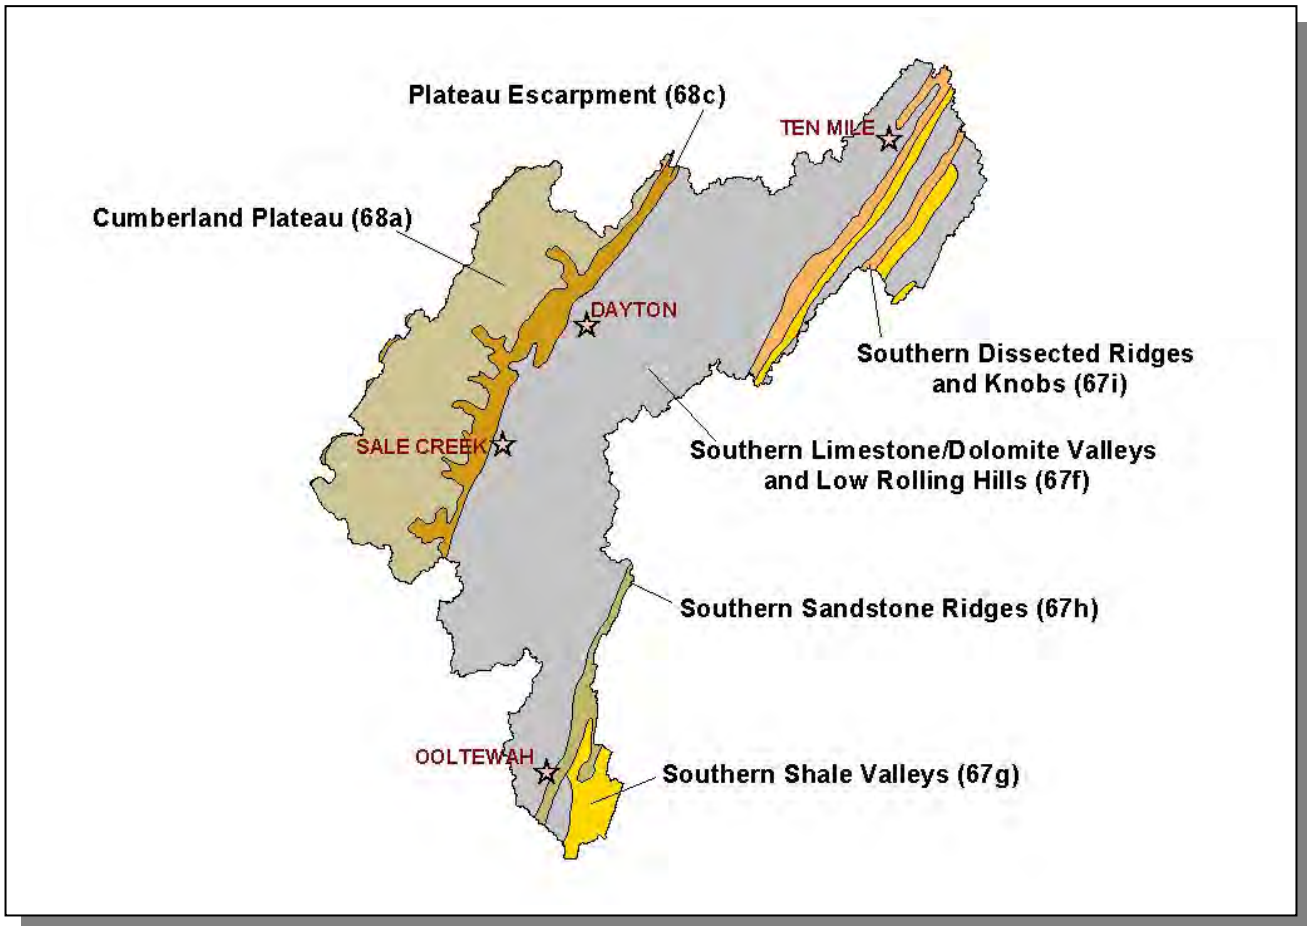 Plateau Escarpment (68c)
TEN MILE
Cumberland Plateau (68a)
DAYTON
Southern Dissected Ridges
and Knobs (67i)
SALE CREEK
Southern Limestone/Dolomite Valleys
and Low Rolling Hills (67f)
Southern Sandstone Ridges (67h)
OOLTEWAH
Southern Shale Valleys (67g)